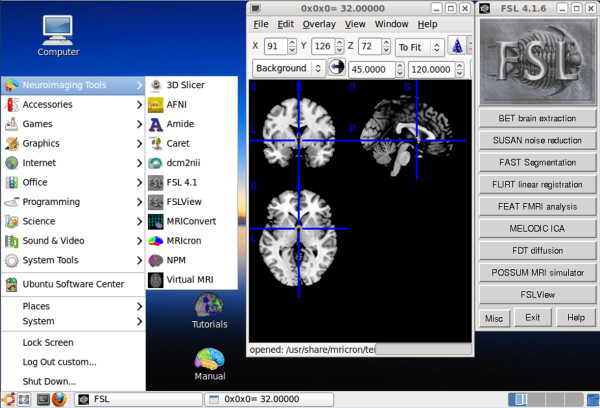 Computer
Neuroimaging Tools
Accessories
Games
Graphics
Internet
Office
Programming
Science
Sound & Video
System Tools
Ubuntu Software Center
Places
System
Lock Screen
Log Out custom...
Shut Down...
3D Slicer
AFNI
Amide
Caret
dcm2nii
FSL 4.1
FSLView
MRIConvert
MRIcron
NPM
Virtual MRI
Tutorials
Manual
0x0x0= 32.00000
File Edit Overlay View Window Help
X 91 Y 126 Z 72 To Fit
Background 45.0000 120.0000
opened: /usr/share/mricron/te
FSL 4.1.6
FSL
BET brain extraction
SUSAN noise reduction
FAST Segmentation
FLIRT linear registration
FEAT FMRI analysis
MELODIC ICA
FDT diffusion
POSSUM MRI simulator
FSLView
Misc Exit Help
FSL 0x0x0= 32.00000